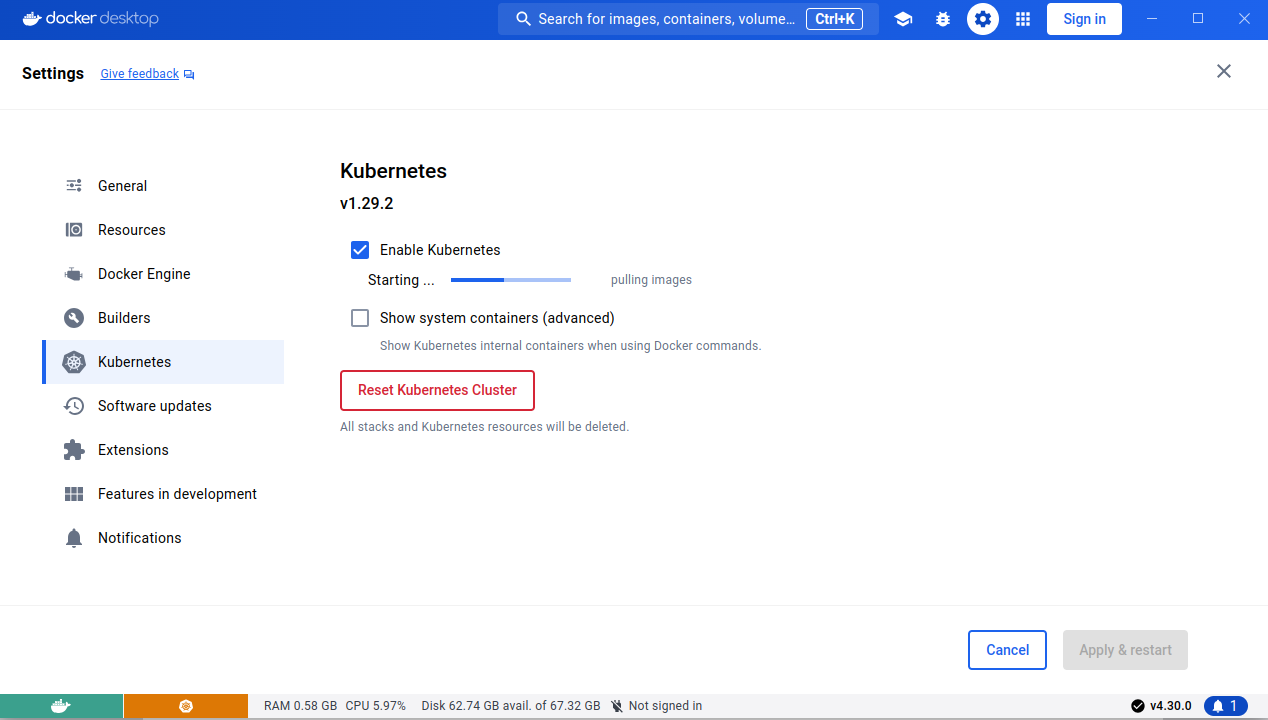 docker desktop
Search for images, containers, volume... Ctrl+K
Sign in
Settings
Give feedback
General
Resources
Docker Engine
Builders
Kubernetes
Software updates
Extensions
Features in development
Notifications
Kubernetes
v1.29.2
Enable Kubernetes
Starting ... pulling images
Show system containers (advanced)
Show Kubernetes internal containers when using Docker commands.
Reset Kubernetes Cluster
All stacks and Kubernetes resources will be deleted.
Cancel
Apply & restart
RAM 0.58 GB CPU 5.97% Disk 62.74 GB avail. of 67.32 GB Not signed in
v4.30.0
1